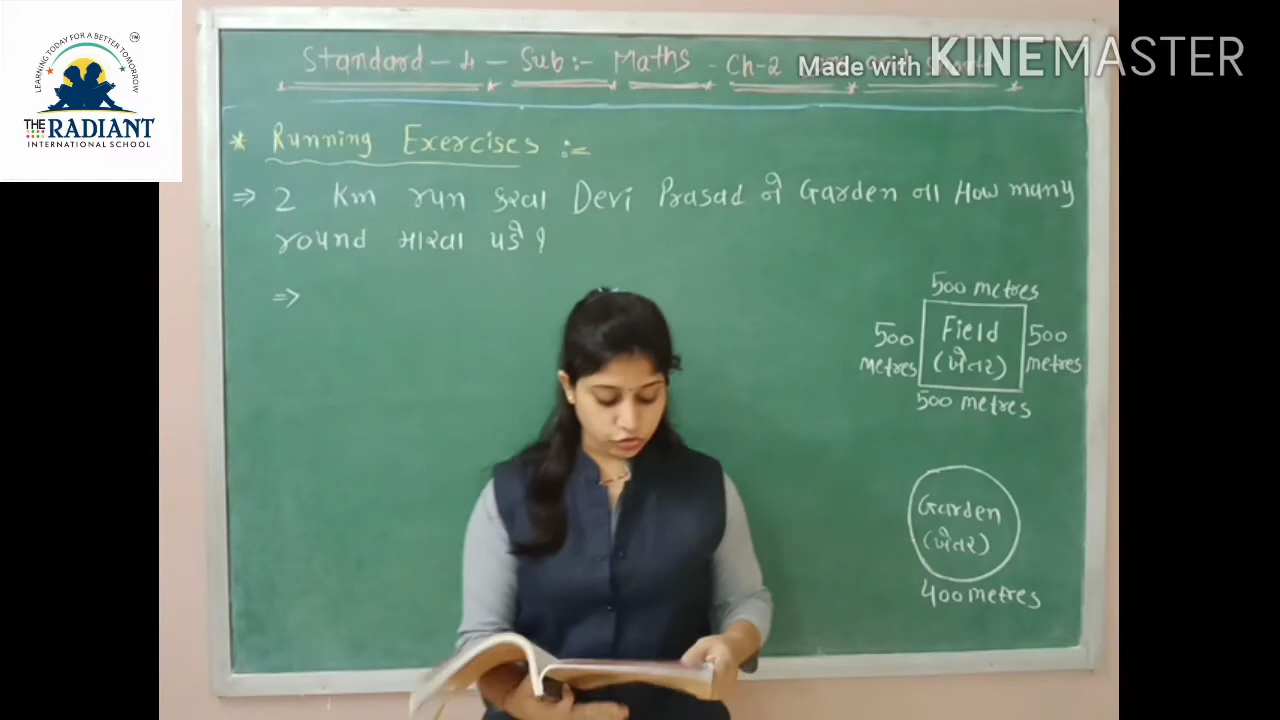 LEARNING TODAY FOR A BETTER TOMORROW
TM
THE RADIANT
INTERNATIONAL SCHOOL
Standard - 4 - Sub:- Maths - Ch-2
Made with KINEMASTER
* Running Exercises :-
⇒ 2 Km રન કરવા Devi Prasad ને Garden ના How many
round મારવા પડે ?
⇒
500 metres
500 metres
Field
(ખેતર)
500 metres
500 metres
Garden
(ખેતર)
400 metres